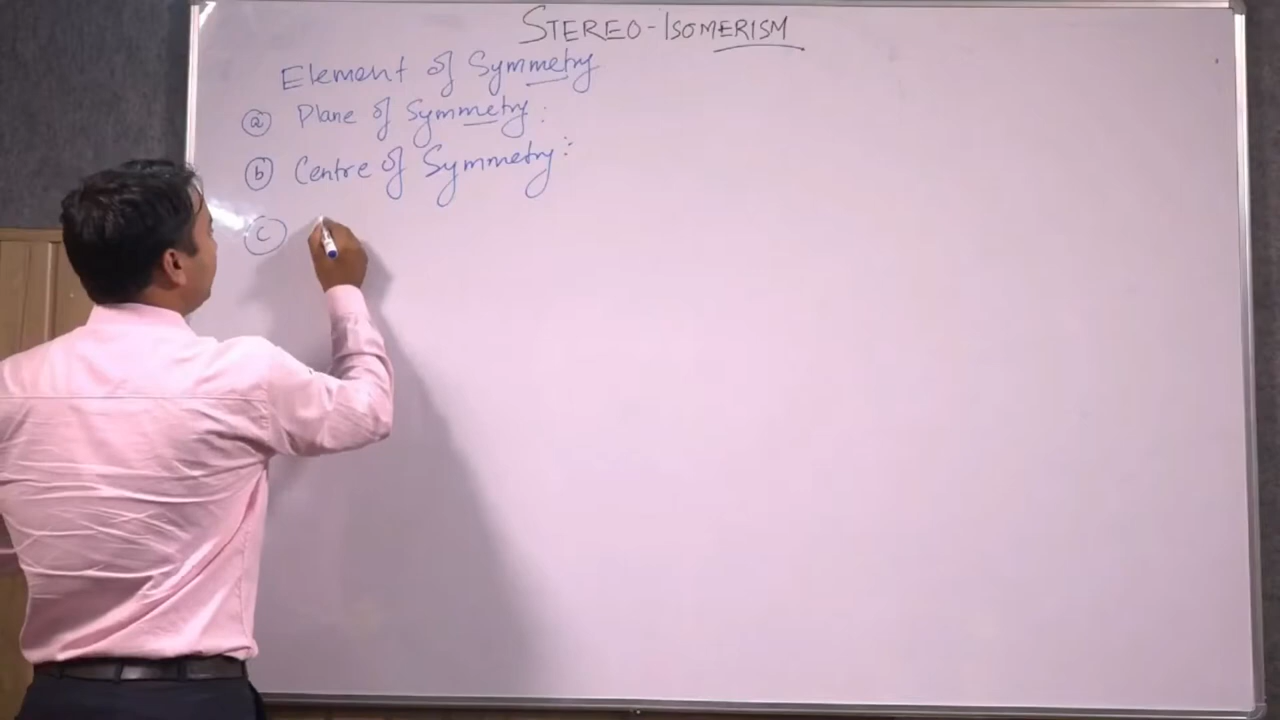 STEREO-ISOMERISM
Element of Symmetry
(a) Plane of Symmetry:
(b) Centre of Symmetry:
(c)